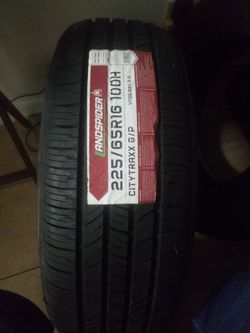 LANDSPIDER
225/65R16 100H
CITYTRAXX G/P